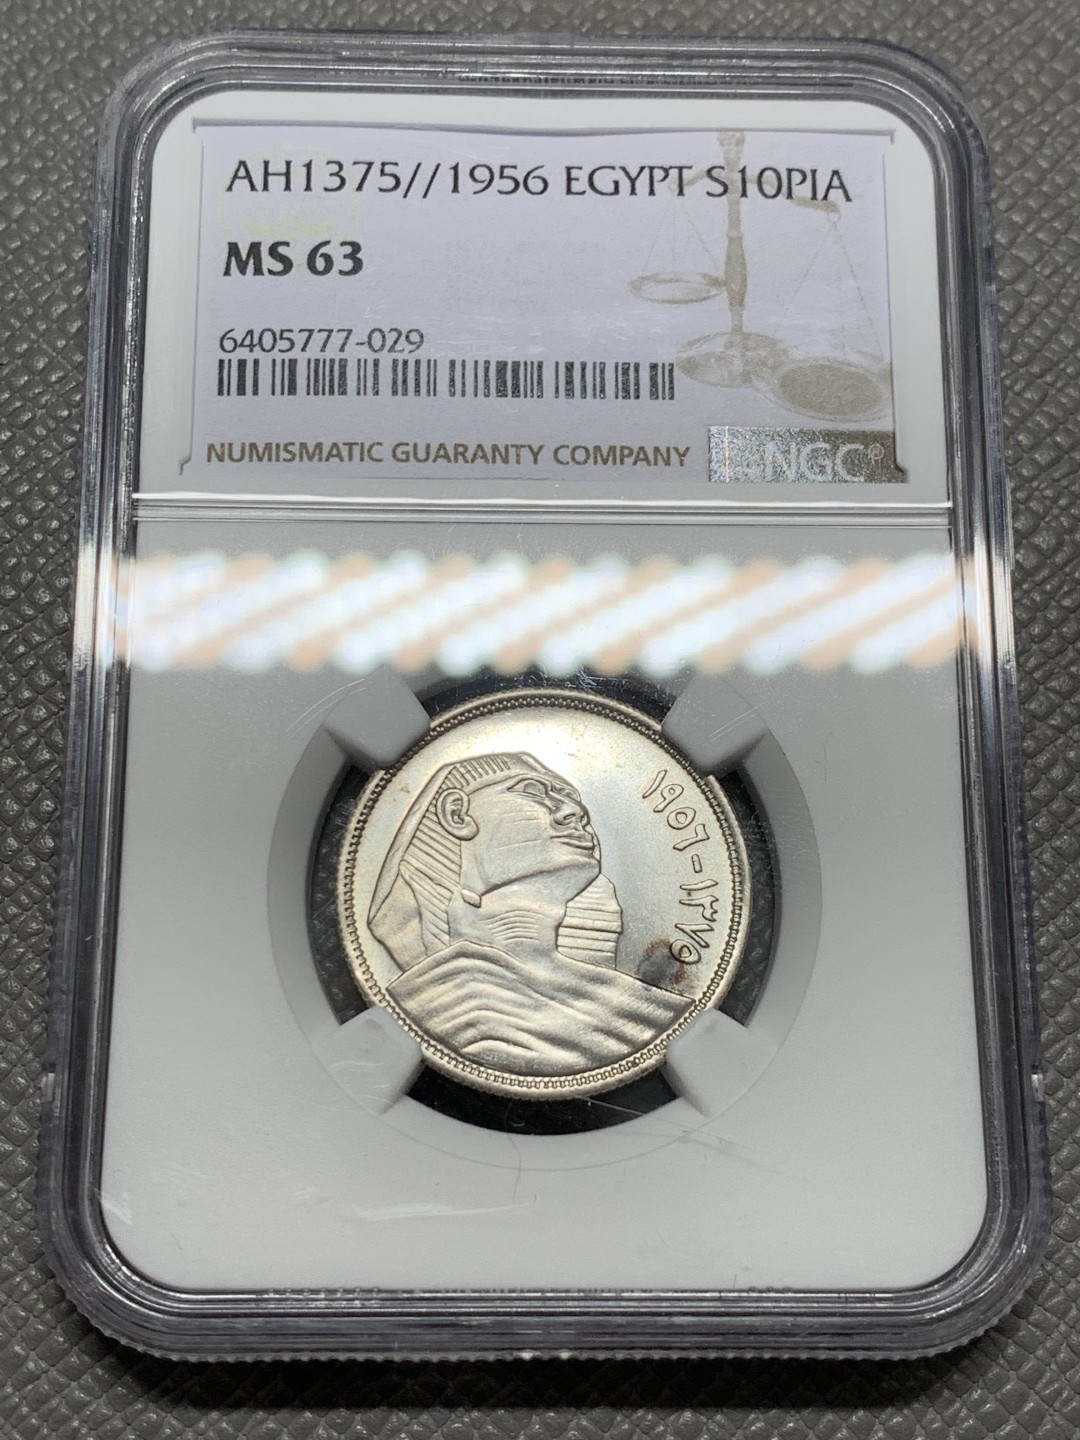 AH1375//1956 EGYPT S10PIA
MS 63
6405777-029
NUMISMATIC GUARANTY COMPANY
NGC®
١٩٥٦-١٣٧٥